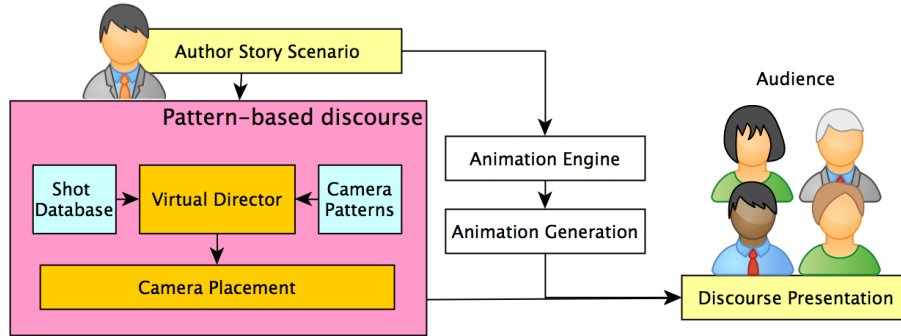 Author Story Scenario
Audience
Pattern-based discourse
Animation Engine
Shot
Database
Virtual Director
Camera
Patterns
Animation Generation
Camera Placement
Discourse Presentation